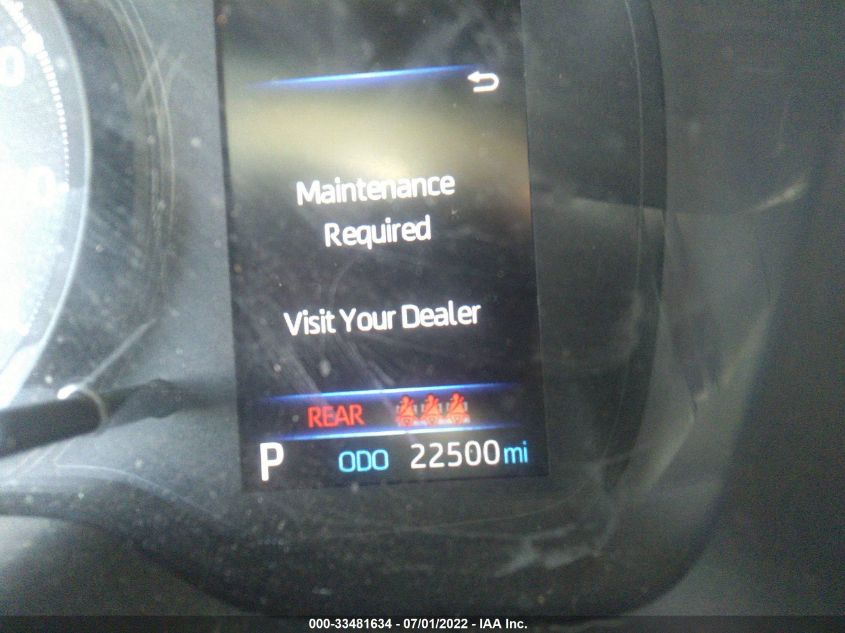 Maintenance
Required
Visit Your Dealer
REAR
P ODO 22500 mi
000-33481634 - 07/01/2022 - IAA Inc.